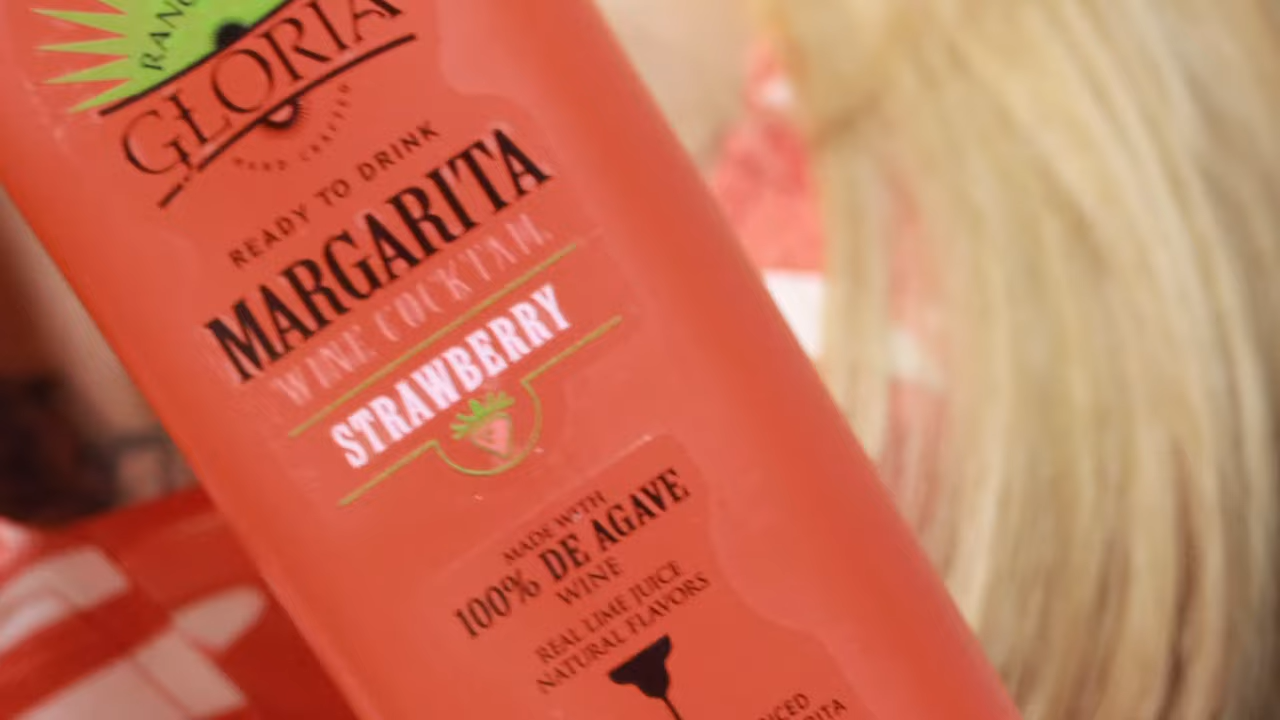 GLORIA
HAND CRAFTED
READY TO DRINK
MARGARITA
WINE COCKTAIL
STRAWBERRY
MADE WITH
100% DE AGAVE
WINE
REAL LIME JUICE
NATURAL FLAVORS